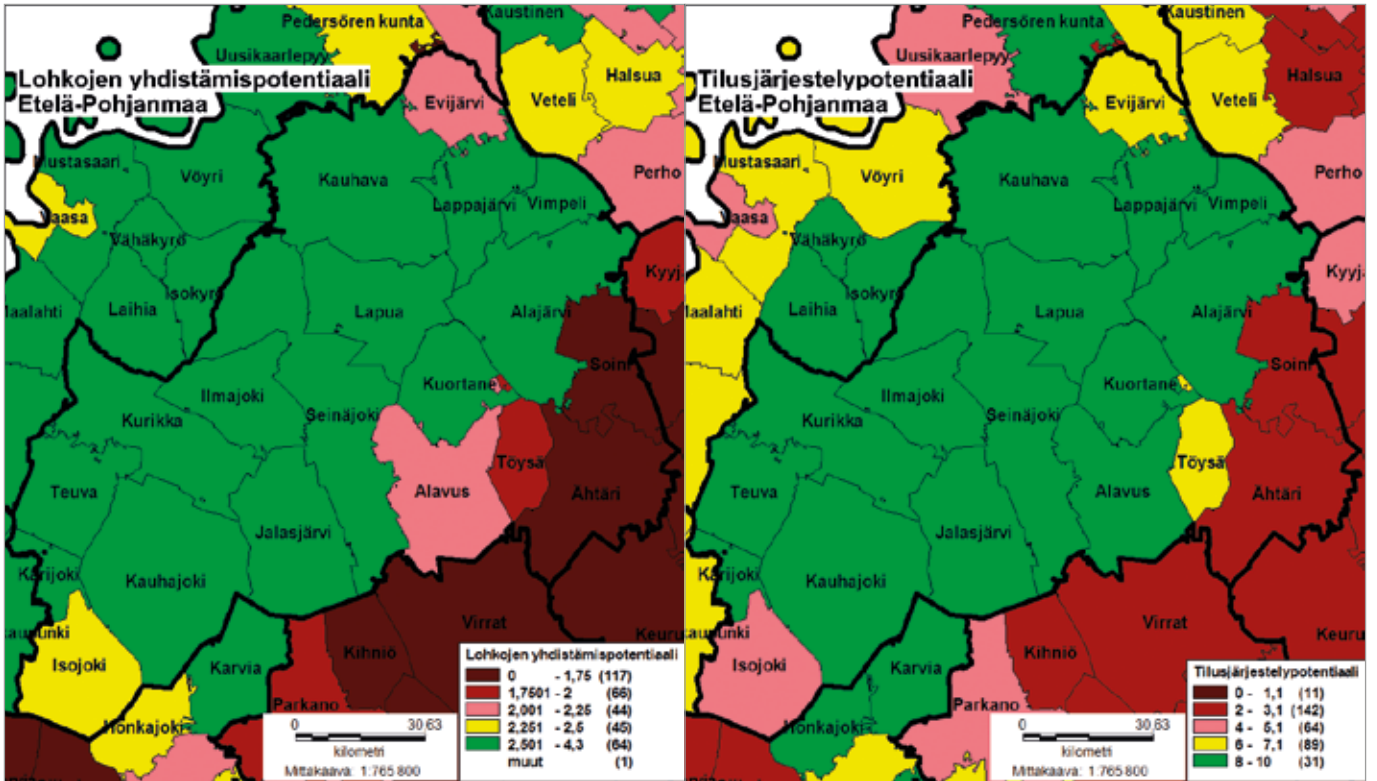 Pedersören kunta
Kaustinen
Uusikaarlepyy
Lohkojen yhdistämispotentiaali
Etelä-Pohjanmaa
Halsua
Evijärvi
Veteli
Mustasaari
Vöyri
Kauhava
Perho
Lappajärvi
Vimpeli
Vaasa
Vähäkyrö
Isokyrö
Kyyj
Maalahti
Laihia
Lapua
Alajärvi
Soini
Kuortane
Ilmajoki
Seinäjoki
Kurikka
Töysä
Teuva
Alavus
Ähtäri
Jalasjärvi
Karijoki
Kauhajoki
Virrat
kaupunki
Isojoki
Karvia
Kihniö
Parkano
Honkajoki
0 30,63
kilometri
Mittakaava: 1:765 800
Lohkojen yhdistämispotentiaali
0 - 1,75 (117)
1,7501 - 2 (66)
2,001 - 2,25 (44)
2,251 - 2,5 (45)
2,501 - 4,3 (64)
muut (1)
Pedersören kunta
Kaustinen
Uusikaarlepyy
Tilusjärjestelypotentiaali
Etelä-Pohjanmaa
Halsua
Evijärvi
Veteli
Mustasaari
Vöyri
Kauhava
Perho
Lappajärvi
Vimpeli
Vaasa
Vähäkyrö
Isokyrö
Kyyj
Maalahti
Laihia
Lapua
Alajärvi
Soini
Kuortane
Ilmajoki
Seinäjoki
Kurikka
Töysä
Teuva
Alavus
Ähtäri
Jalasjärvi
Karijoki
Kauhajoki
Virrat
Keuru
kaupunki
Isojoki
Karvia
Kihniö
Parkano
Honkajoki
0 30,63
kilometri
Mittakaava: 1:765 800
Tilusjärjestelypotentiaali
0 - 1,1 (11)
2 - 3,1 (142)
4 - 5,1 (64)
6 - 7,1 (89)
8 - 10 (31)